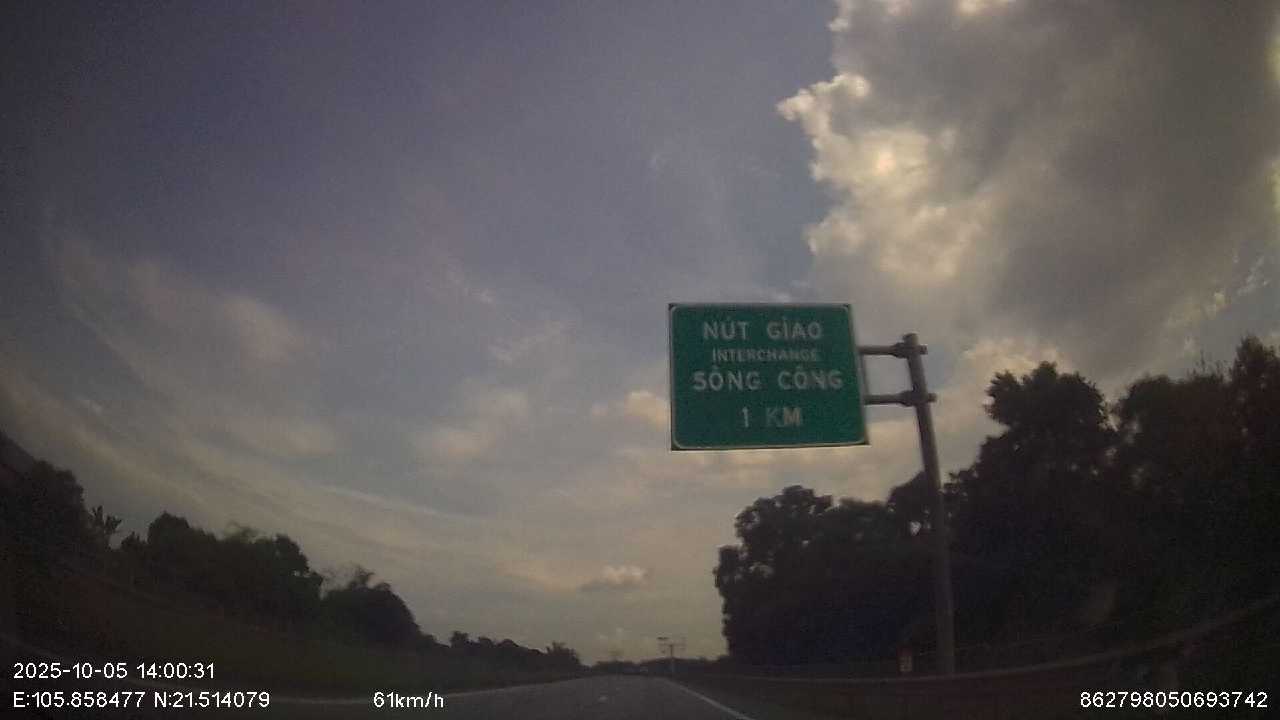 NÚT GIAO
INTERCHANGE
SÔNG CÔNG
1 KM
2025-10-05 14:00:31
E:105.858477 N:21.514079 61km/h 862798050693742